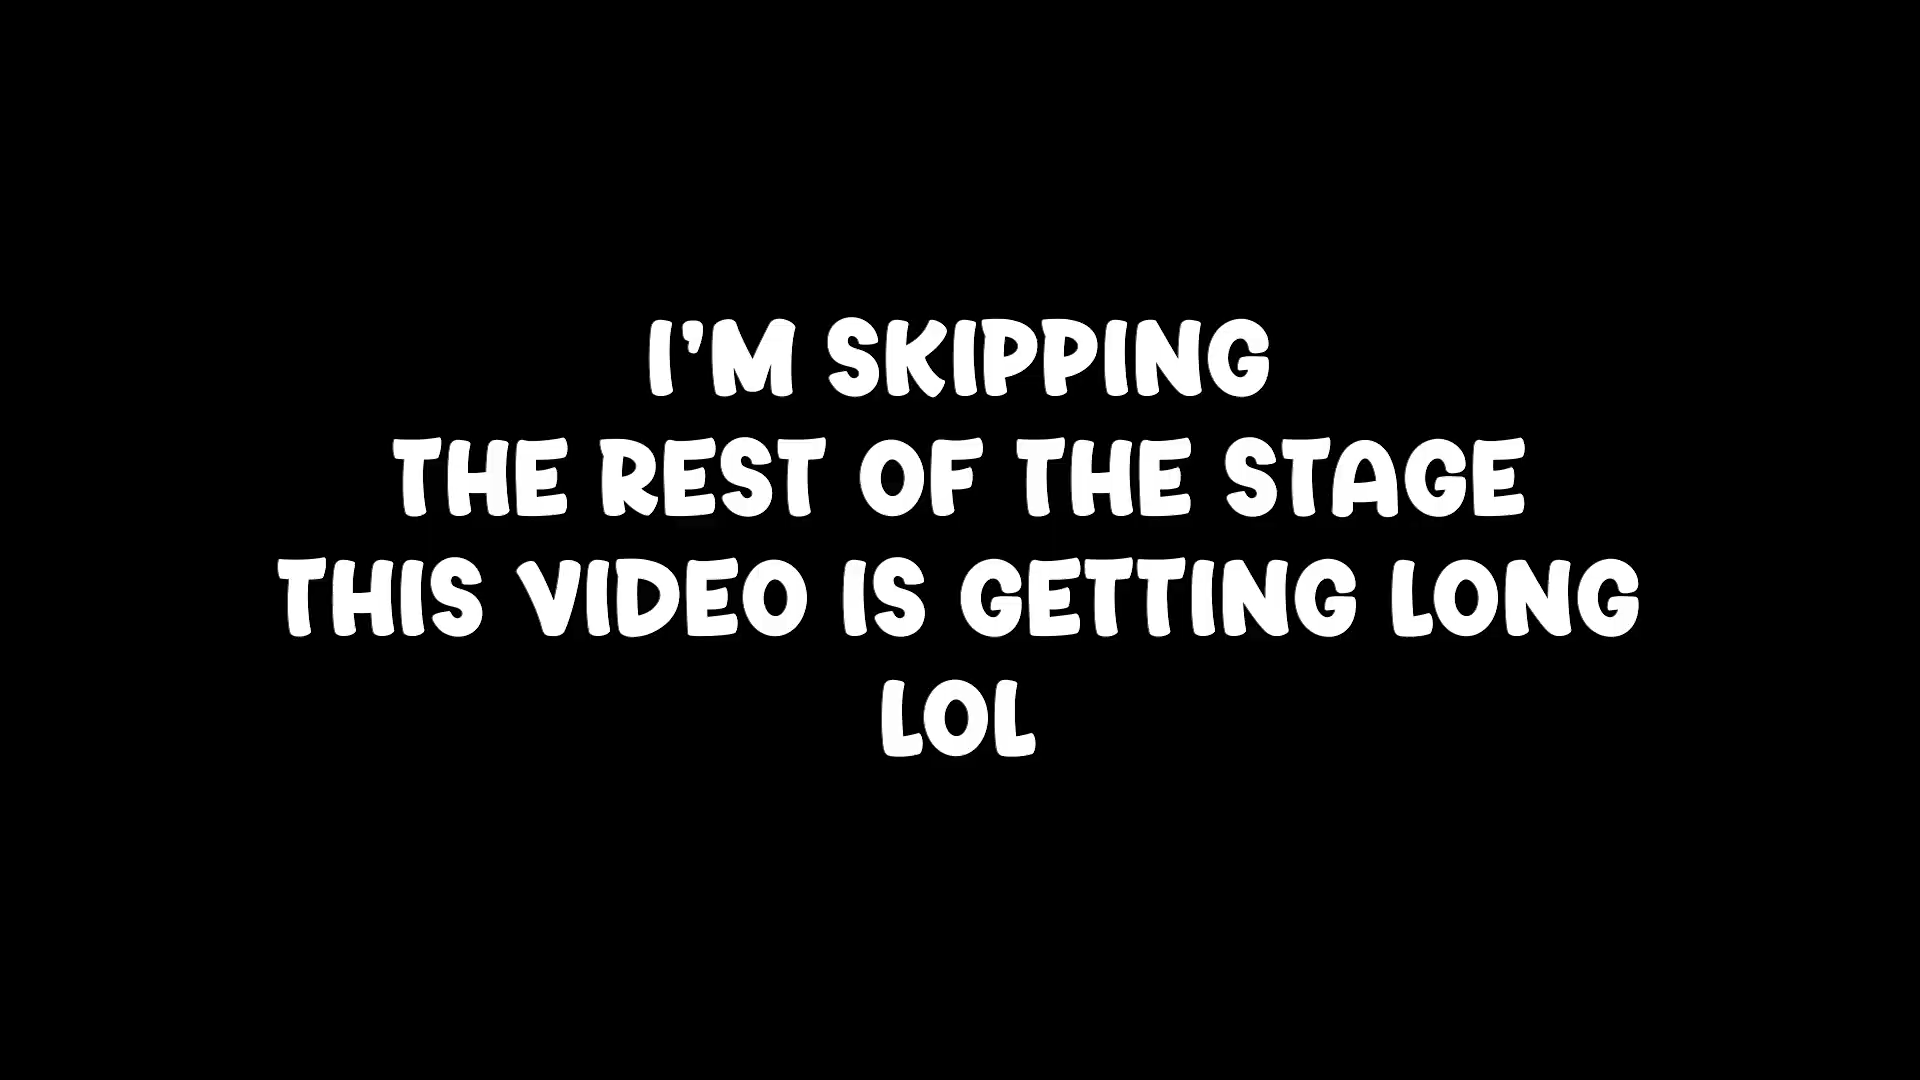 I'M SKIPPING
THE REST OF THE STAGE
THIS VIDEO IS GETTING LONG
LOL